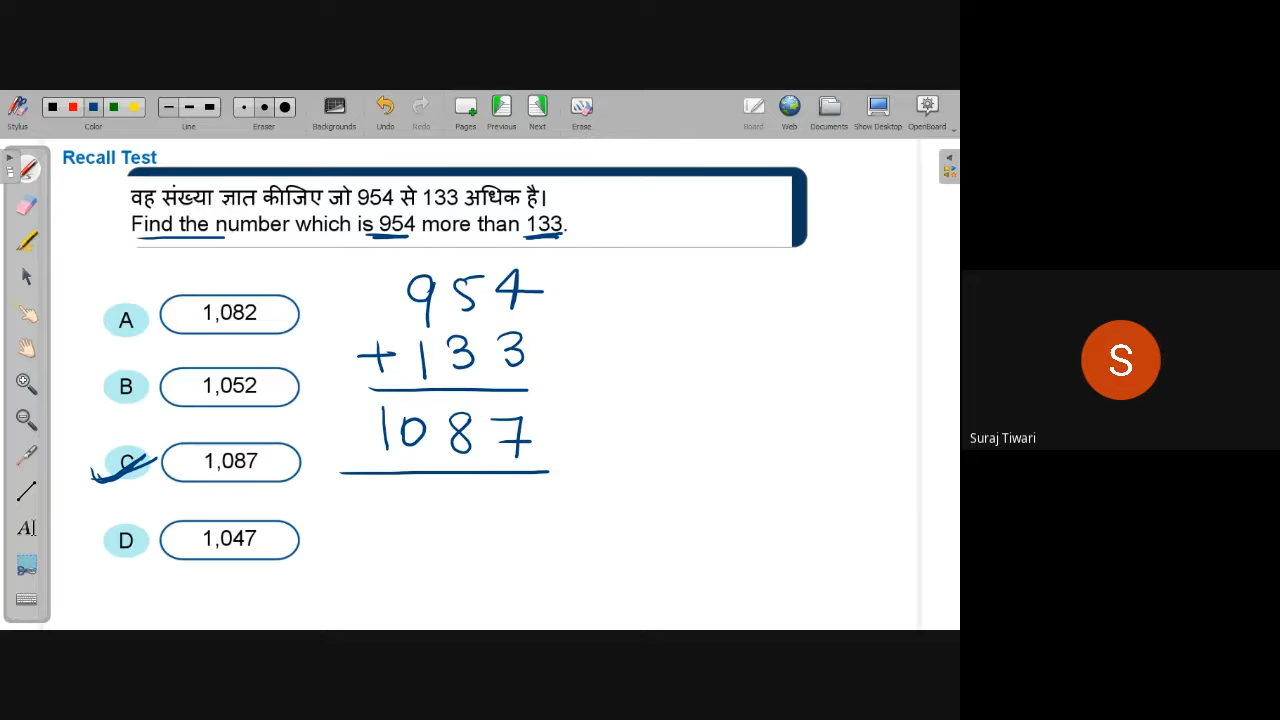 Stylus
Color
Line
Eraser
Backgrounds
Undo
Redo
Pages
Previous
Next
Erase
Board
Web
Documents
Show Desktop
OpenBoard
Recall Test
वह संख्या ज्ञात कीजिए जो 954 से 133 अधिक है।
Find the number which is 954 more than 133.
A 1,082
B 1,052
C 1,087
D 1,047
954
+133
1087
S
Suraj Tiwari